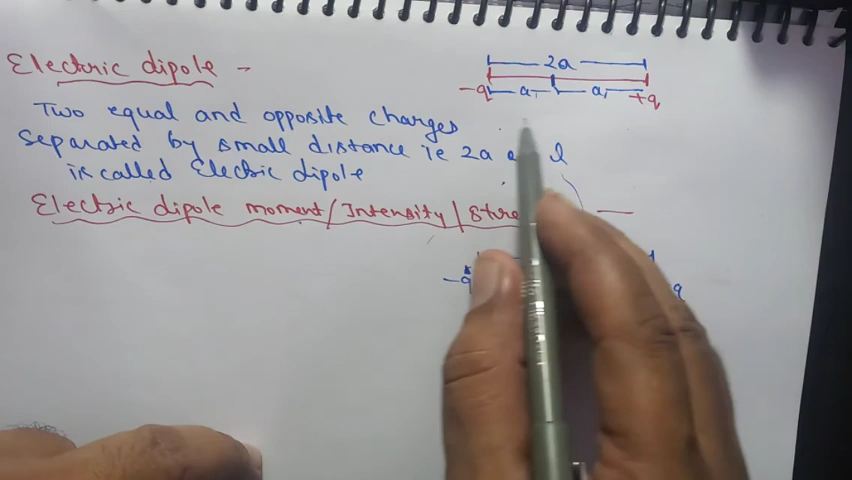 Electric dipole -
2a
-q a a +q
Two equal and opposite charges
separated by small distance ie 2a l
is called Electric dipole
Electric dipole moment/Intensity/
-q q